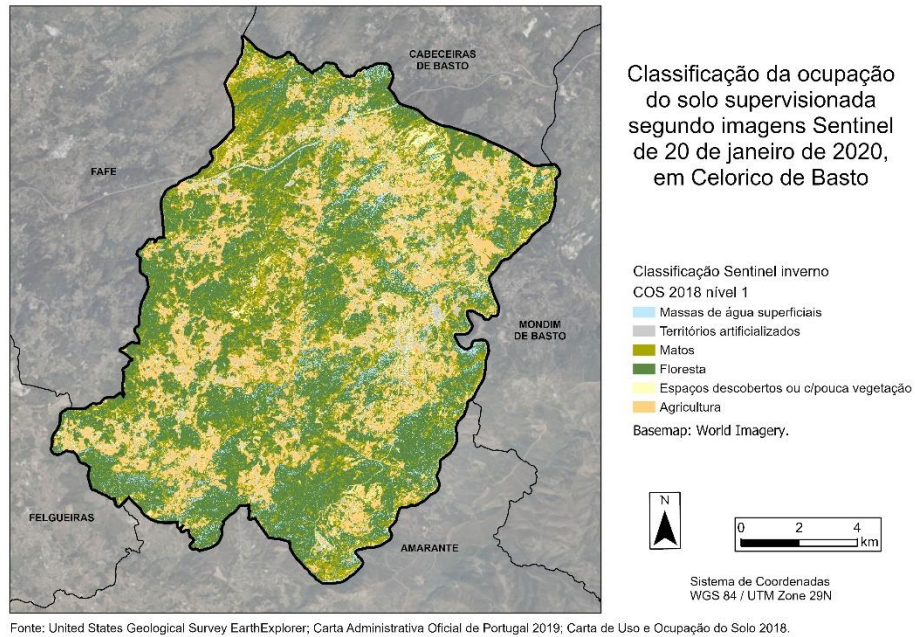 CABECEIRAS
DE BASTO
FAFE
MONDIM
DE BASTO
FELGUEIRAS
AMARANTE
Classificação da ocupação
do solo supervisionada
segundo imagens Sentinel
de 20 de janeiro de 2020,
em Celorico de Basto
Classificação Sentinel inverno
COS 2018 nível 1
Massas de água superficiais
Territórios artificializados
Matos
Floresta
Espaços descobertos ou c/pouca vegetação
Agricultura
Basemap: World Imagery.
N
0 2 4
km
Sistema de Coordenadas
WGS 84 / UTM Zone 29N
Fonte: United States Geological Survey EarthExplorer; Carta Administrativa Oficial de Portugal 2019; Carta de Uso e Ocupação do Solo 2018.